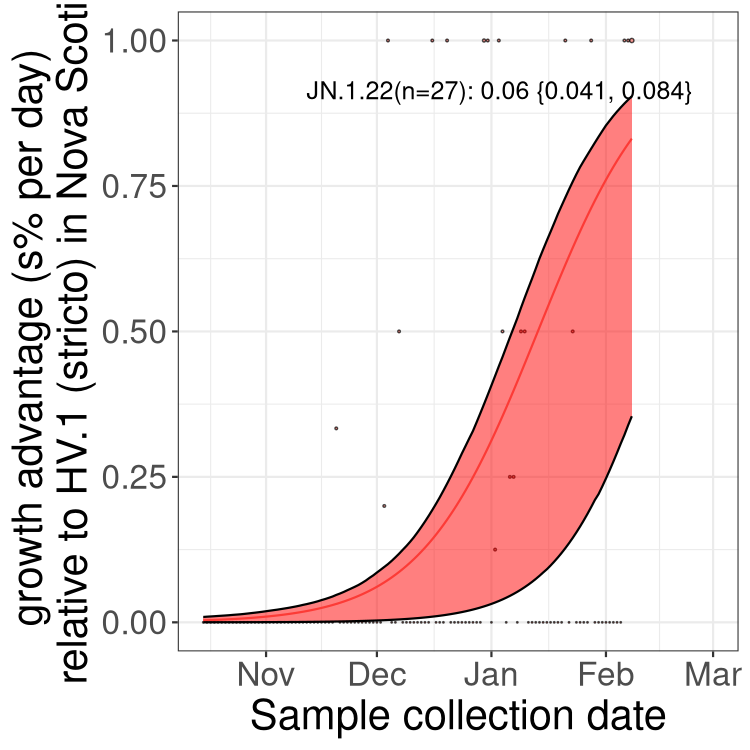 growth advantage (s% per day)
relative to HV.1 (stricto) in Nova Scoti
1.00
0.75
0.50
0.25
0.00
JN.1.22(n=27): 0.06 {0.041, 0.084}
Nov Dec Jan Feb Mar
Sample collection date